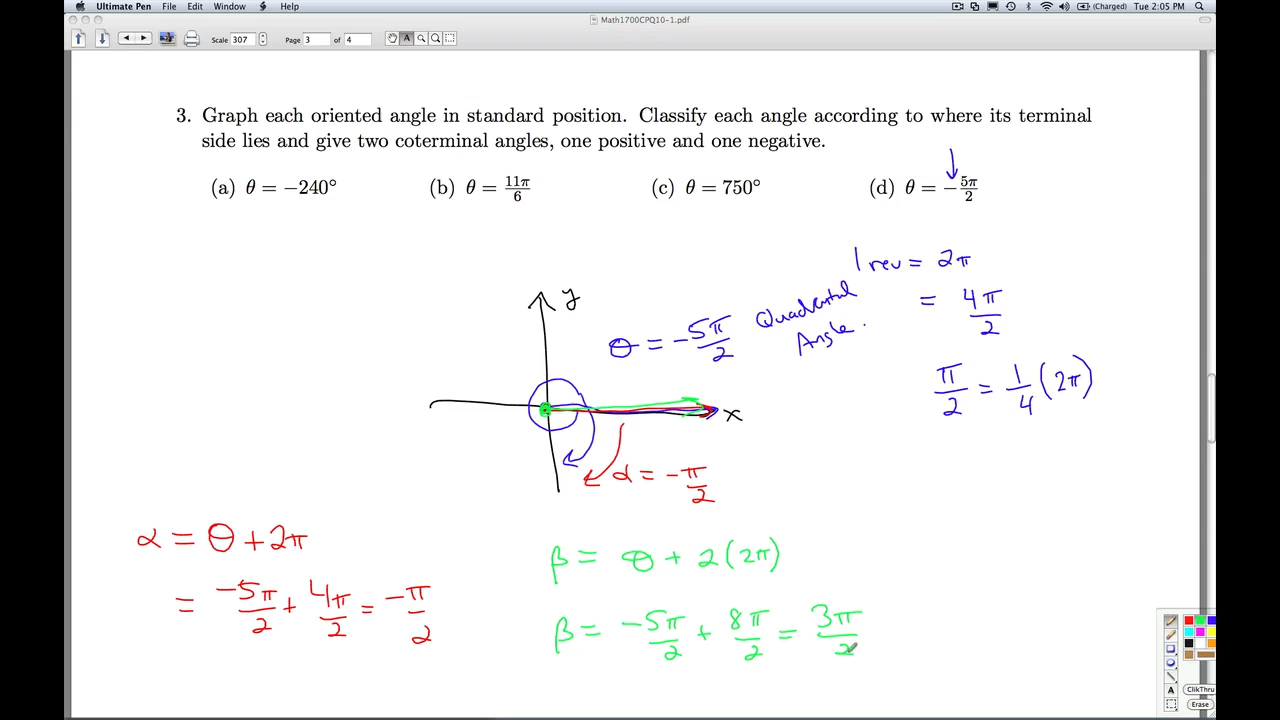 Ultimate Pen File Edit Window Help (Charged) Tue 2:05 PM
Math1700CPQ10-1.pdf
Scale 307 Page 3 of 4 A
3. Graph each oriented angle in standard position. Classify each angle according to where its terminal
side lies and give two coterminal angles, one positive and one negative.
(a) θ = −240° (b) θ = 11π/6 (c) θ = 750° (d) θ = −5π/2
1 rev = 2π
= 4π/2
π/2 = 1/4 (2π)
y
θ = -5π/2
Quadrantal
Angle.
x
α = -π/2
α = θ + 2π
= -5π/2 + 4π/2 = -π/2
β = θ + 2(2π)
β = -5π/2 + 8π/2 = 3π/2
A
ClikThru
Erase